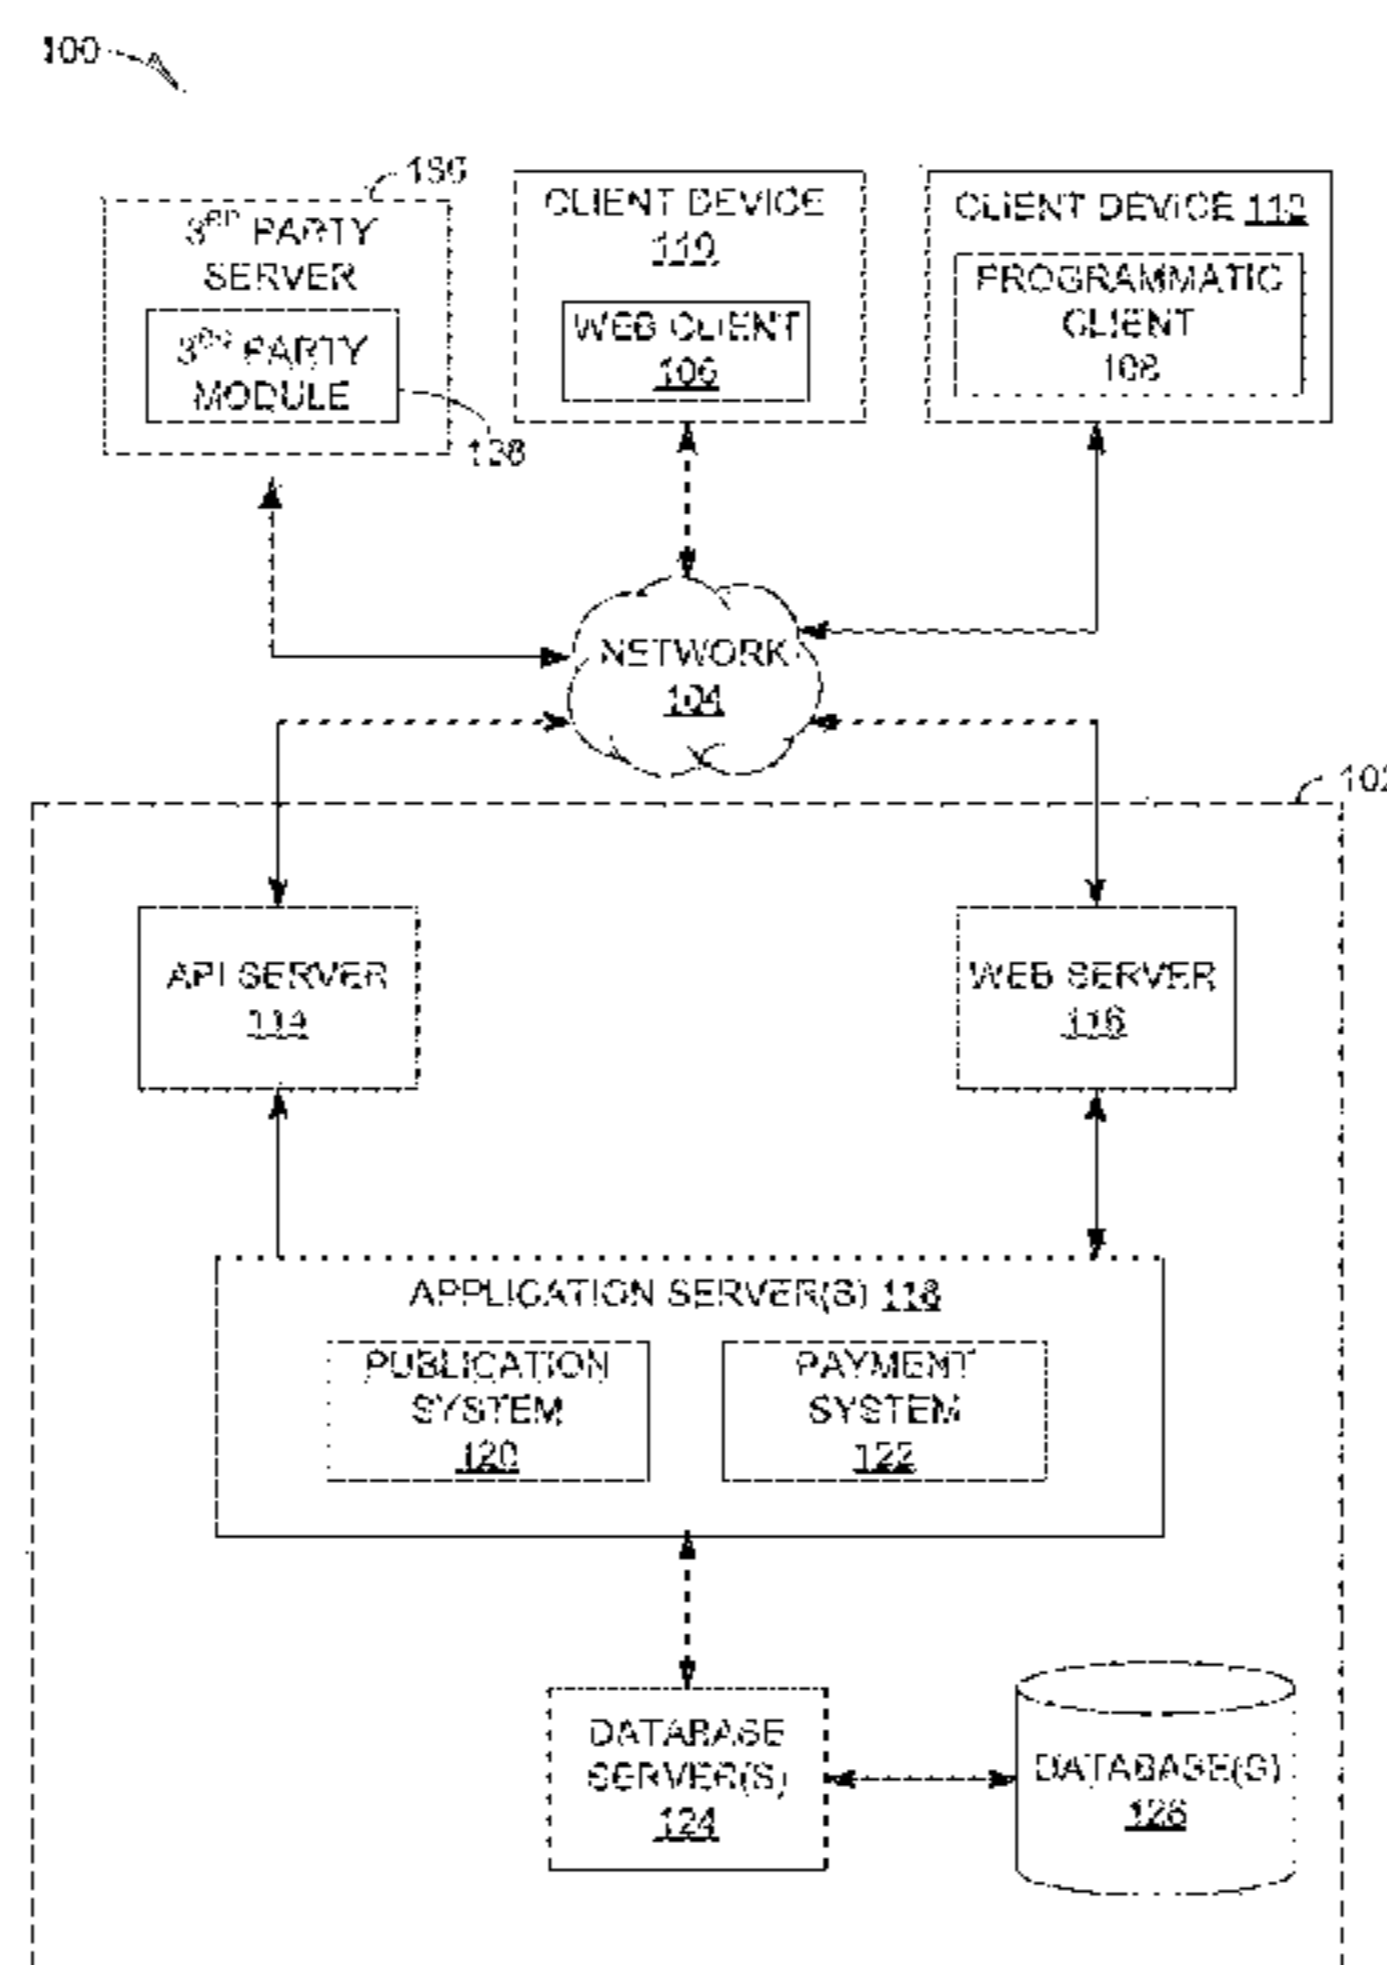 100
3RD PARTY
SERVER
3RD PARTY
MODULE
138
CLIENT DEVICE
110
WEB CLIENT
106
CLIENT DEVICE 112
PROGRAMMATIC
CLIENT
108
NETWORK
104
102
API SERVER
114
WEB SERVER
116
APPLICATION SERVER(S) 118
PUBLICATION
SYSTEM
120
PAYMENT
SYSTEM
122
DATABASE
SERVER(S)
124
DATABASE(S)
126